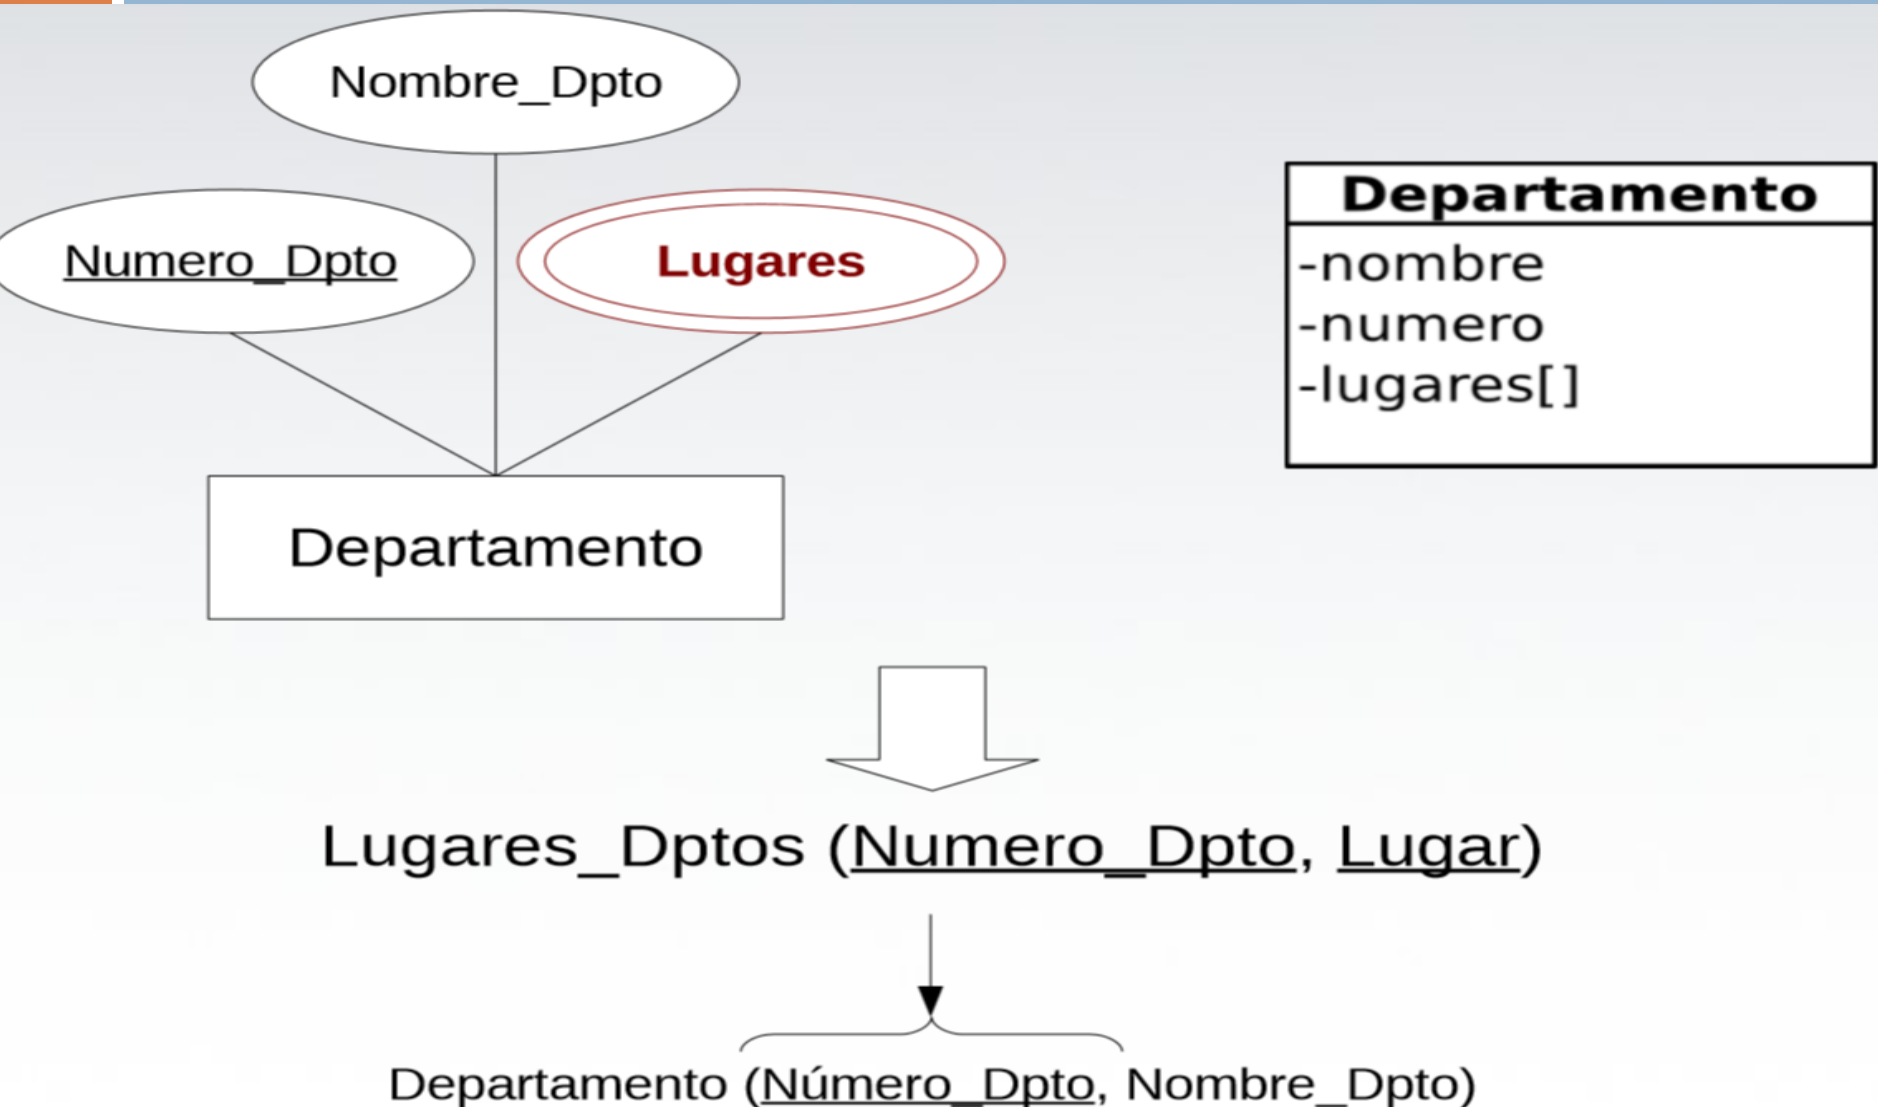 Nombre_Dpto
Numero_Dpto
Lugares
Departamento
Departamento
-nombre
-numero
-lugares[]
Lugares_Dptos (Numero_Dpto, Lugar)
Departamento (Número_Dpto, Nombre_Dpto)